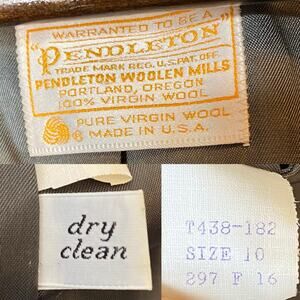 WARRANTED TO BE A
"PENDLETON"
TRADE MARK REG. U.S. PAT. OFF.
PENDLETON WOOLEN MILLS
PORTLAND, OREGON
100% VIRGIN WOOL
PURE VIRGIN WOOL
® MADE IN U.S.A.
dry
clean
T438-182
SIZE 10
297 F 16